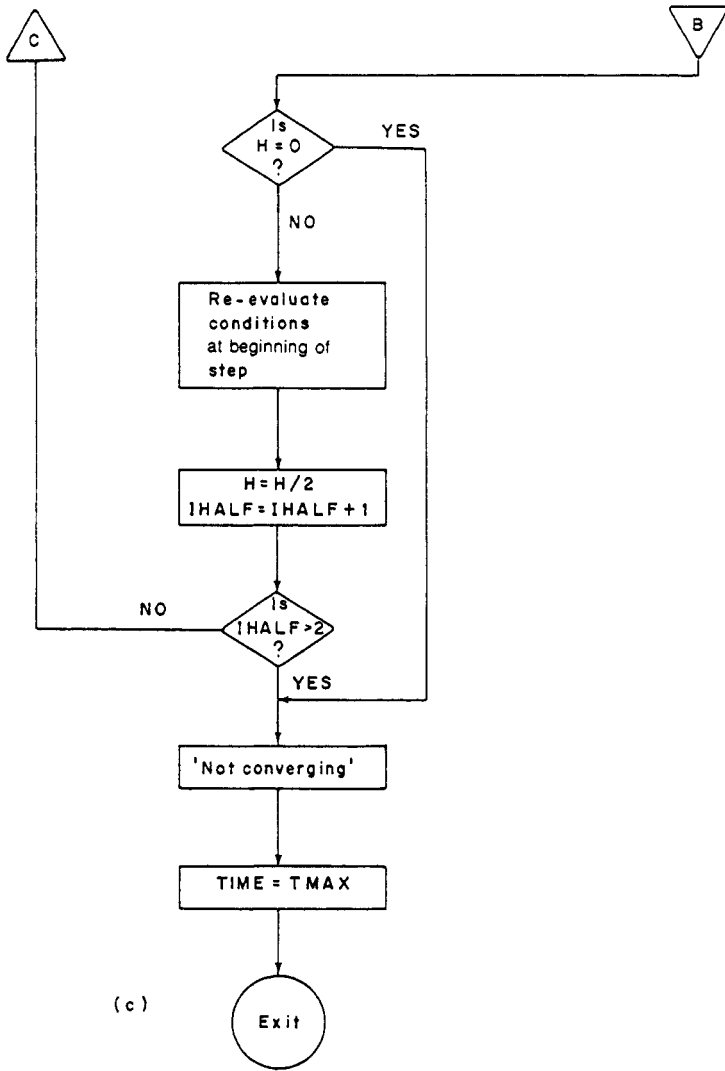 C
B
Is
H = 0
?
YES
NO
Re-evaluate
conditions
at beginning of
step
H = H/2
IHALF = IHALF + 1
NO
Is
IHALF >2
?
YES
'Not converging'
TIME = TMAX
(c)
Exit